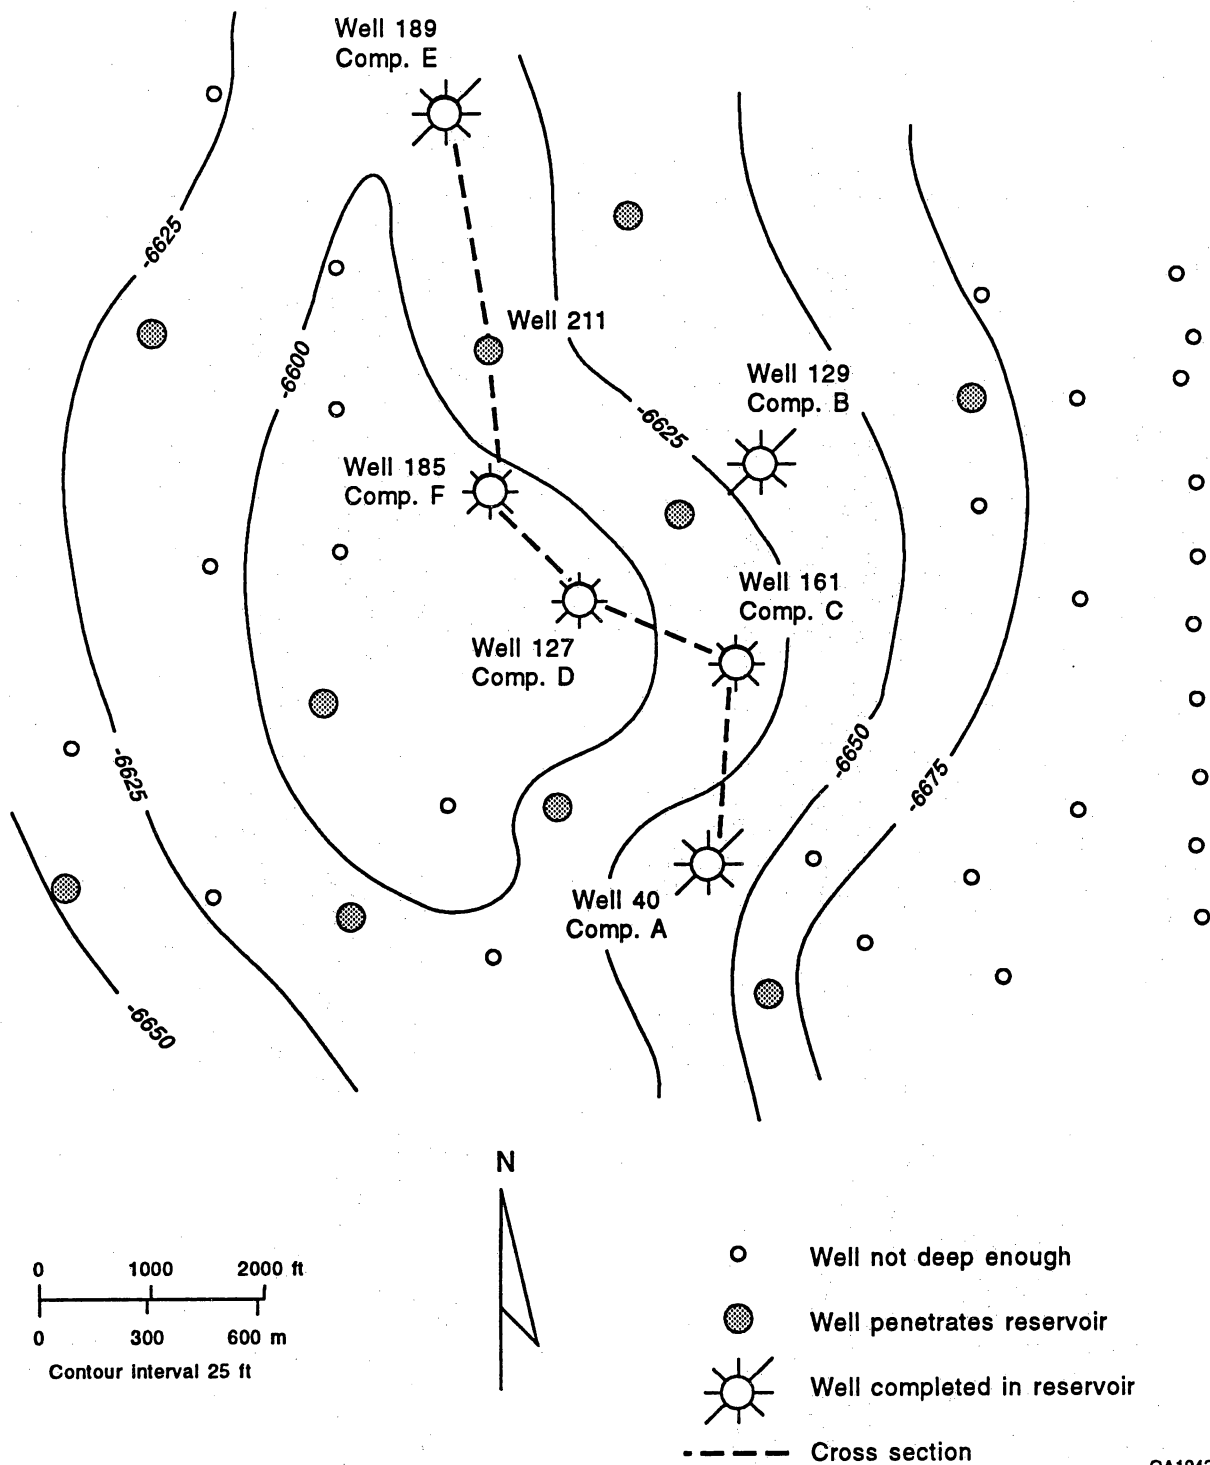 Well 189
Comp. E
-6625
Well 211
-6600
Well 129
Comp. B
-6625
Well 185
Comp. F
Well 161
Comp. C
Well 127
Comp. D
-6625
-6650
-6675
Well 40
Comp. A
-6650
N
0 1000 2000 ft
0 300 600 m
Contour interval 25 ft
Well not deep enough
Well penetrates reservoir
Well completed in reservoir
Cross section